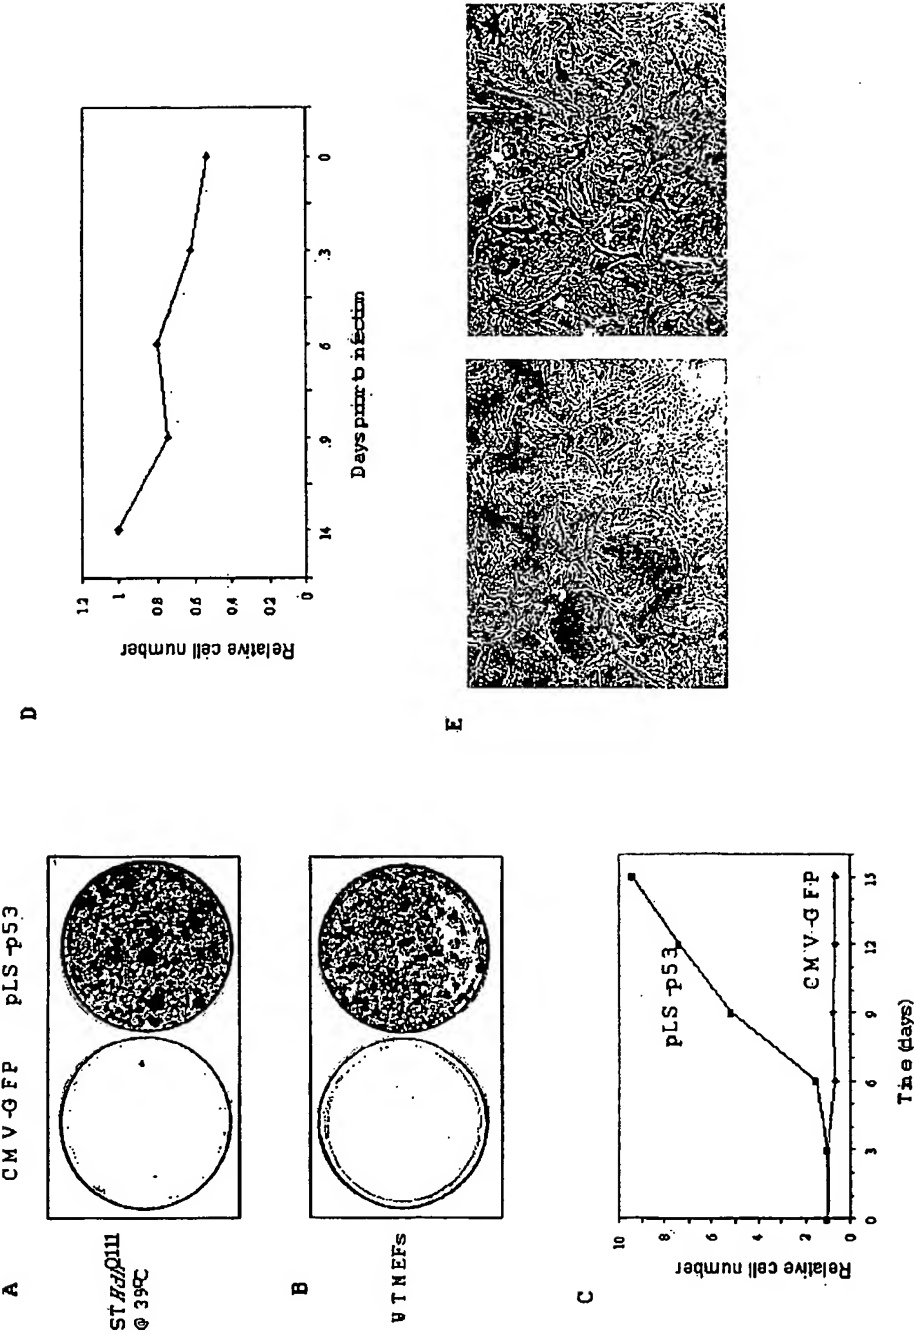 A
CMV-GFP pLS-p53
STHdhQ111
@ 39ºC
B
WT MEFs
C
Relative cell number
10
8
6
4
2
0
pLS-p53
CMV-GFP
0 3 6 9 12 15
Time (days)
D
Relative cell number
1.2
1
0.8
0.6
0.4
0.2
0
14 9 6 3 0
Days prior to infection
E